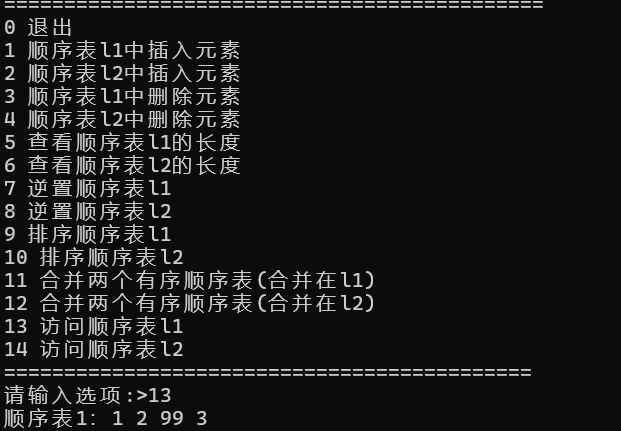 =============================================
0 退出
1 顺序表l1中插入元素
2 顺序表l2中插入元素
3 顺序表l1中删除元素
4 顺序表l2中删除元素
5 查看顺序表l1的长度
6 查看顺序表l2的长度
7 逆置顺序表l1
8 逆置顺序表l2
9 排序顺序表l1
10 排序顺序表l2
11 合并两个有序顺序表(合并在l1)
12 合并两个有序顺序表(合并在l2)
13 访问顺序表l1
14 访问顺序表l2
============================================
请输入选项:>13
顺序表1: 1 2 99 3